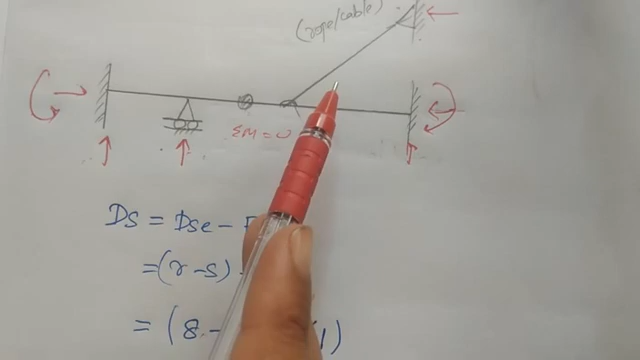 (rope/cable)
ΣM=0
Ds = Dse -
=(r-s)
= (8- 1)